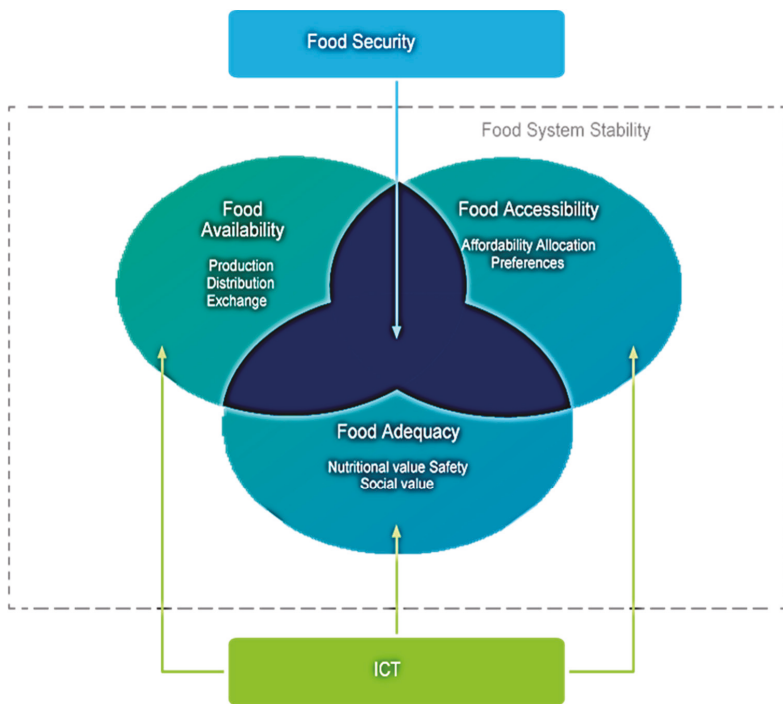 Food Security
Food System Stability
Food
Availability
Production
Distribution
Exchange
Food Accessibility
Affordability Allocation
Preferences
Food Adequacy
Nutritional value Safety
Social value
ICT